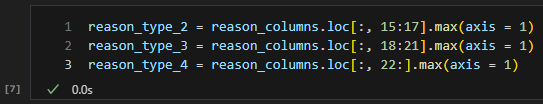 1 reason_type_2 = reason_columns.loc[:, 15:17].max(axis = 1)
2 reason_type_3 = reason_columns.loc[:, 18:21].max(axis = 1)
3 reason_type_4 = reason_columns.loc[:, 22:].max(axis = 1)
[7] ✓ 0.0s